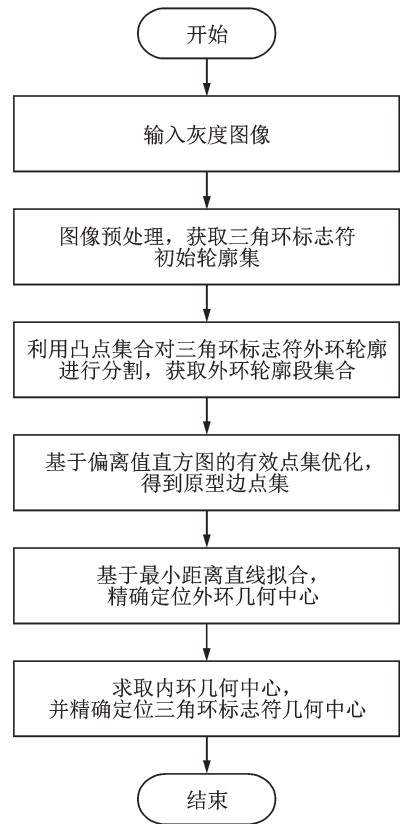 开始
输入灰度图像
图像预处理，获取三角环标志符
初始轮廓集
利用凸点集合对三角环标志符外环轮廓
进行分割，获取外环轮廓段集合
基于偏离值直方图的有效点集优化，
得到原型边点集
基于最小距离直线拟合，
精确定位外环几何中心
求取内环几何中心，
并精确定位三角环标志符几何中心
结束